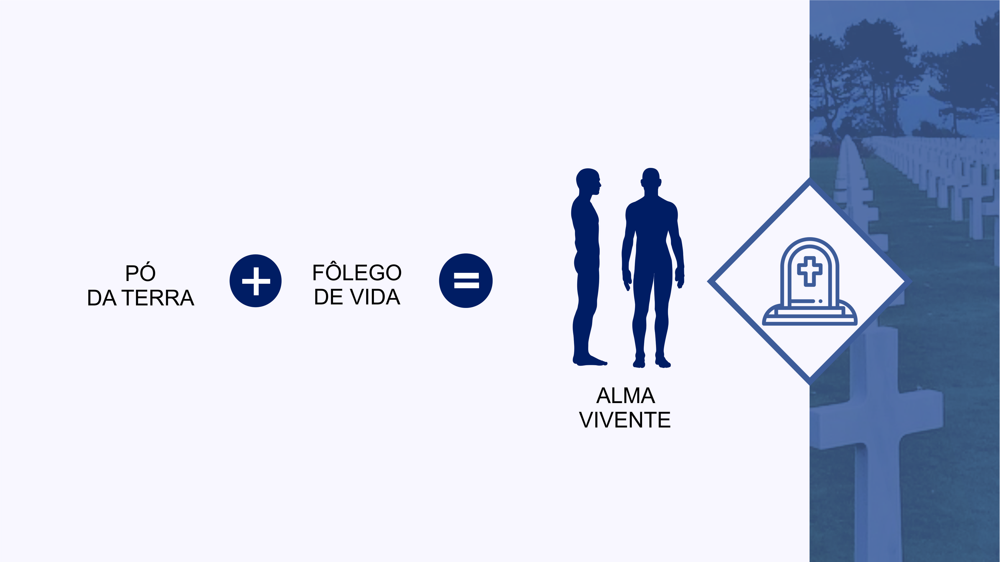 PÓ
DA TERRA
+
FÔLEGO
DE VIDA
=
ALMA
VIVENTE